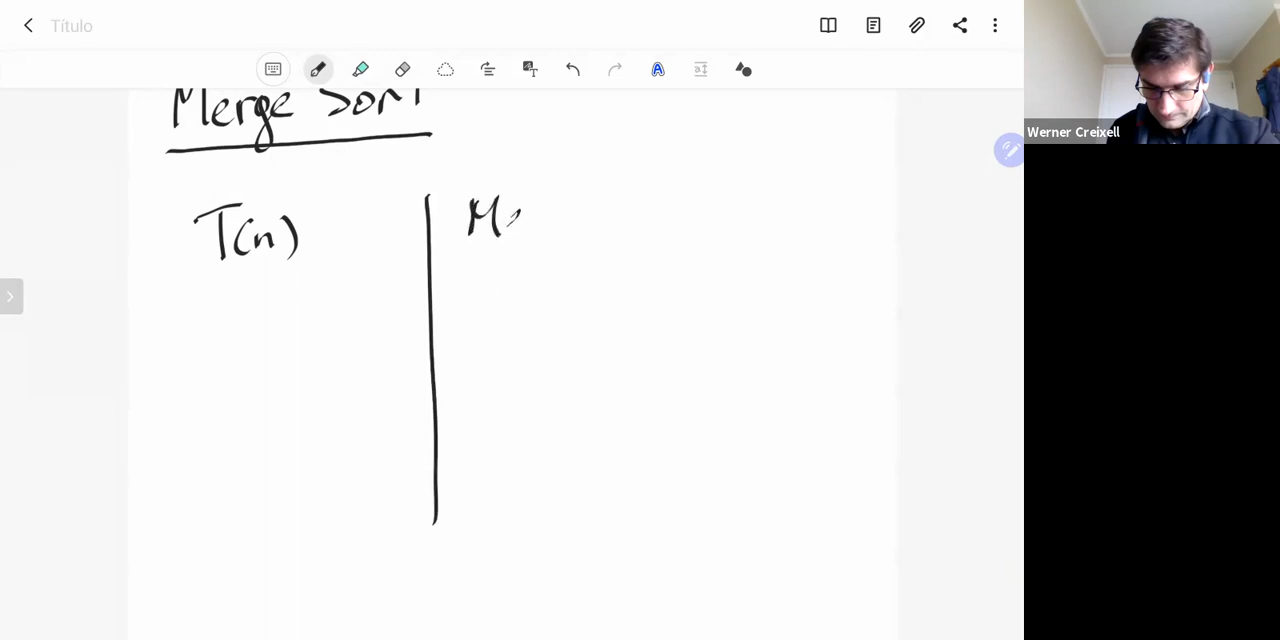 Título
Werner Creixell
Merge Sort
T(n)
M